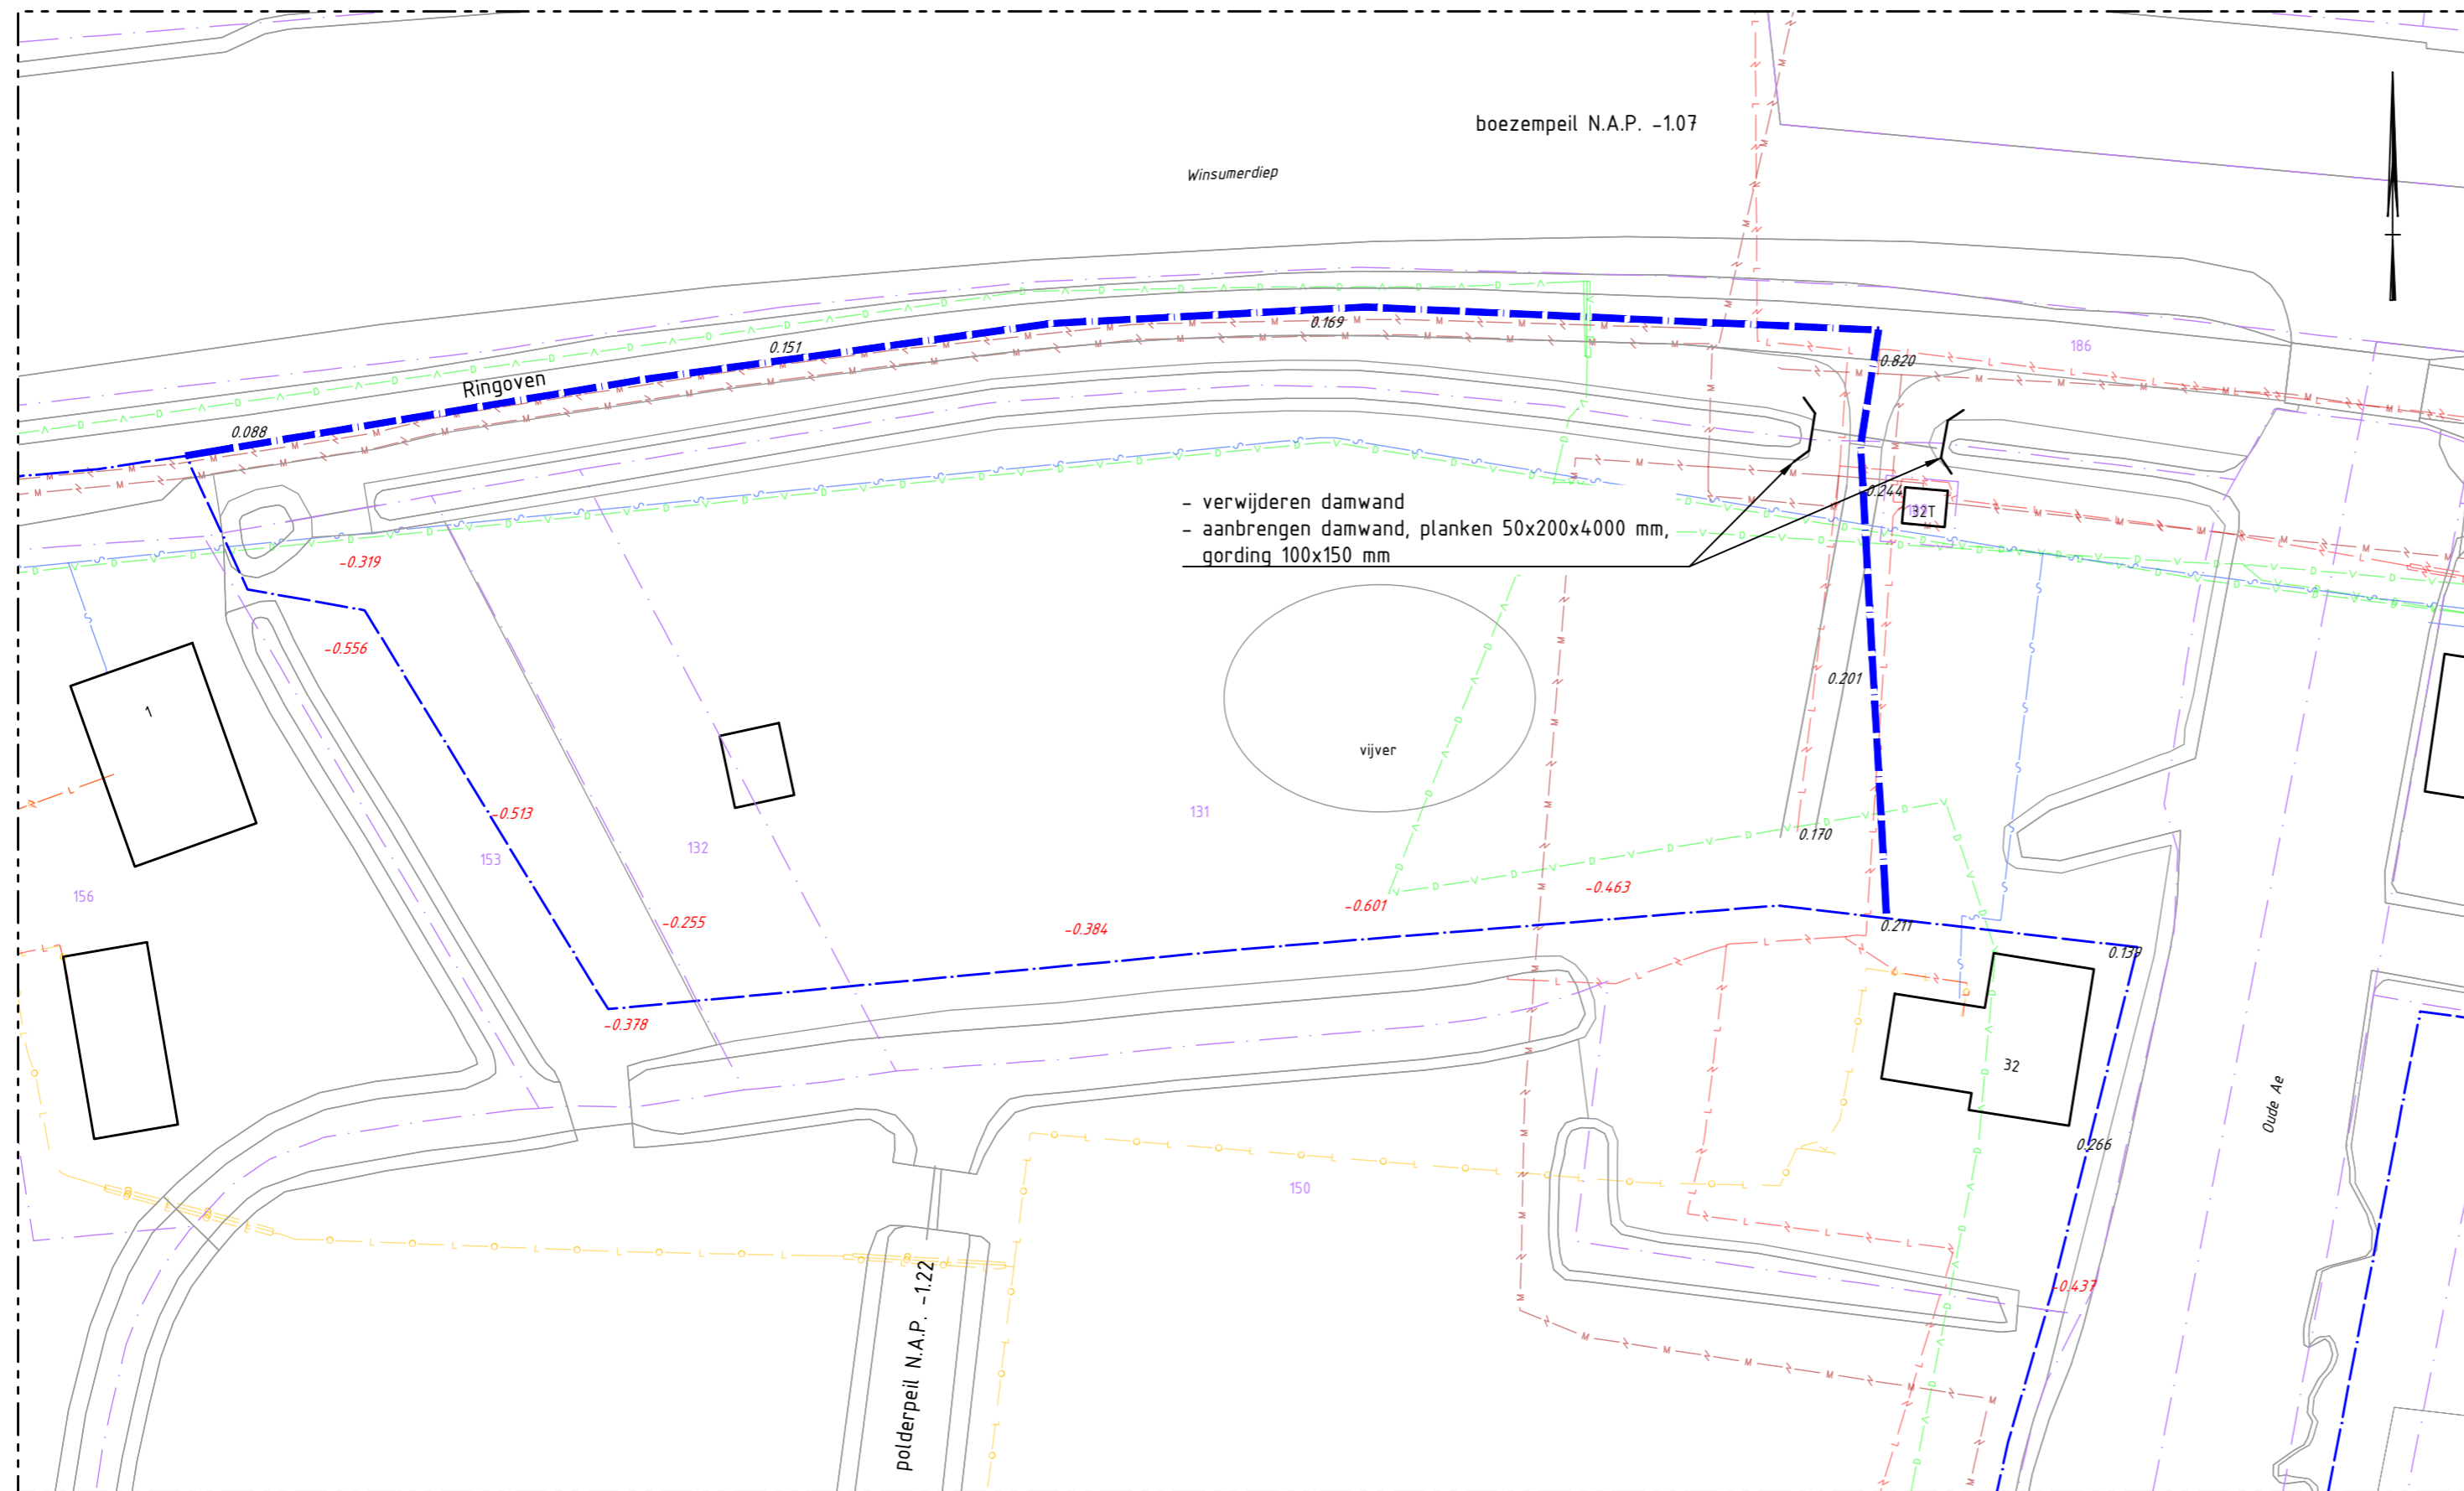 boezempeil N.A.P. -1.07
Winsumerdiep
0.169
186
0.151
0.820
Ringoven
0.088
- verwijderen damwand
- aanbrengen damwand, planken 50x200x4000 mm,
gording 100x150 mm
0.244
32T
-0.319
-0.556
0.201
1
vijver
-0.513
131
0.170
132
153
156
-0.463
-0.601
-0.255
-0.384
0.211
0.139
-0.378
32
Oude Ae
0.266
150
-0.437
polderpeil N.A.P. -1.22